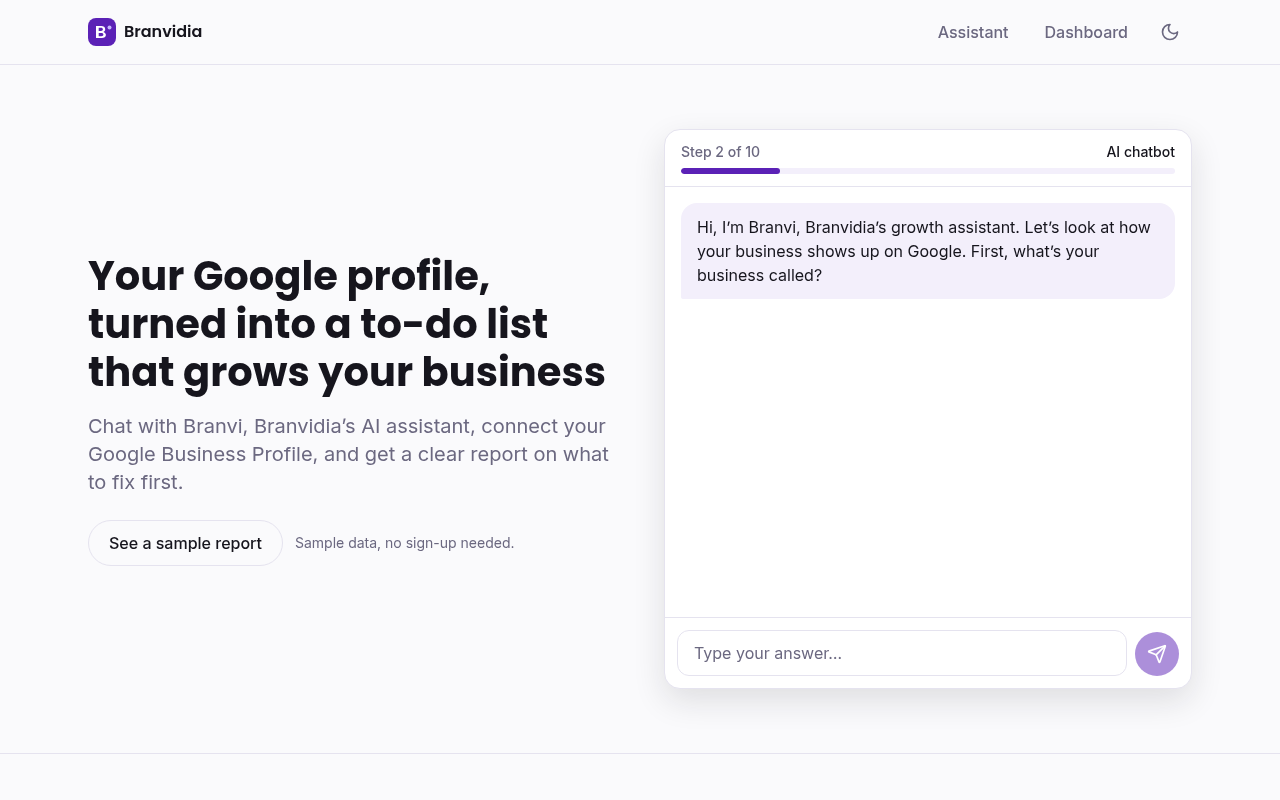 B
Branvidia
Assistant
Dashboard
Your Google profile,
turned into a to-do list
that grows your business
Chat with Branvi, Branvidia’s AI assistant, connect your
Google Business Profile, and get a clear report on what
to fix first.
See a sample report
Sample data, no sign-up needed.
Step 2 of 10
AI chatbot
Hi, I’m Branvi, Branvidia’s growth assistant. Let’s look at how
your business shows up on Google. First, what’s your
business called?
Type your answer…